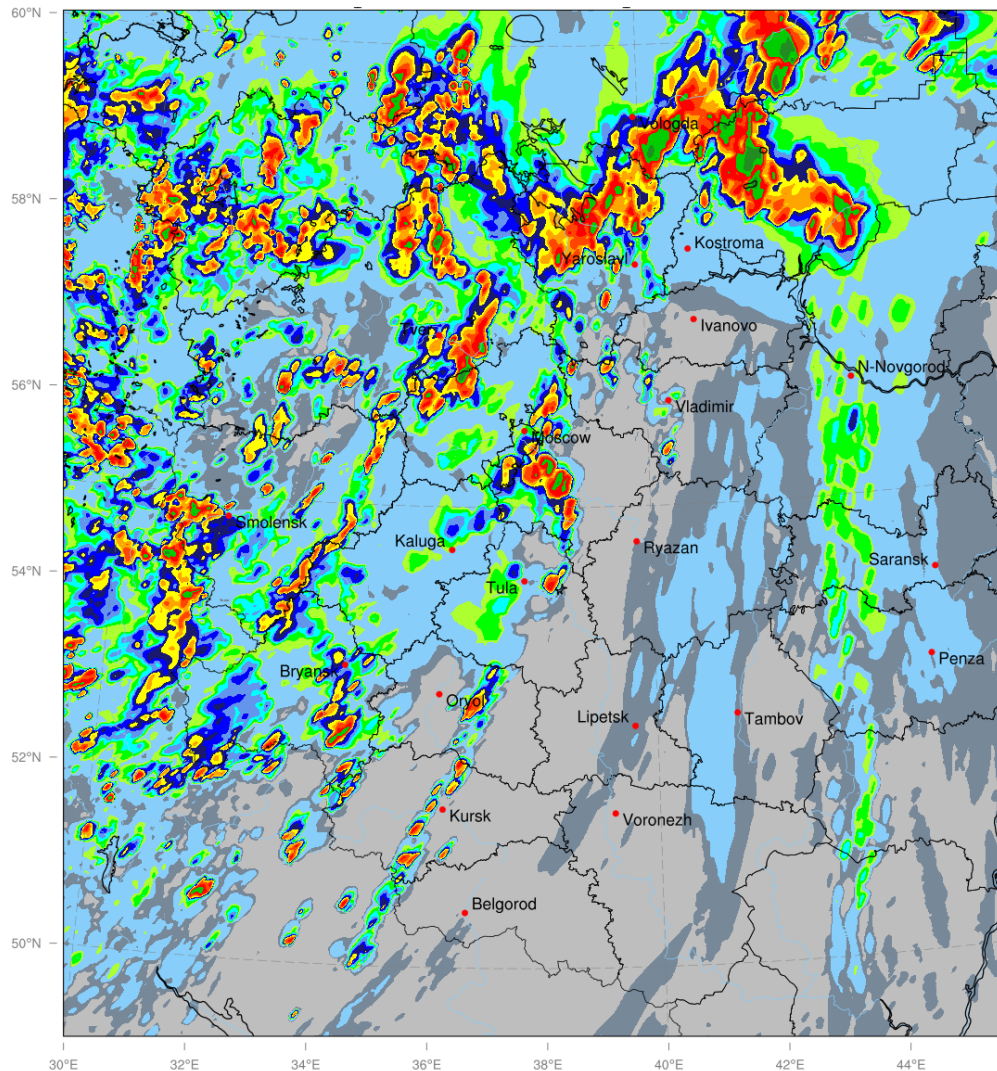 60°N
Vologda
58°N
Kostroma
Yaroslavl
Ivanovo
Tver
N-Novgorod
56°N
Vladimir
Moscow
Smolensk
Kaluga
Ryazan
54°N
Saransk
Tula
Penza
Bryansk
Oryol
Lipetsk
Tambov
52°N
Kursk
Voronezh
Belgorod
50°N
30°E 32°E 34°E 36°E 38°E 40°E 42°E 44°E